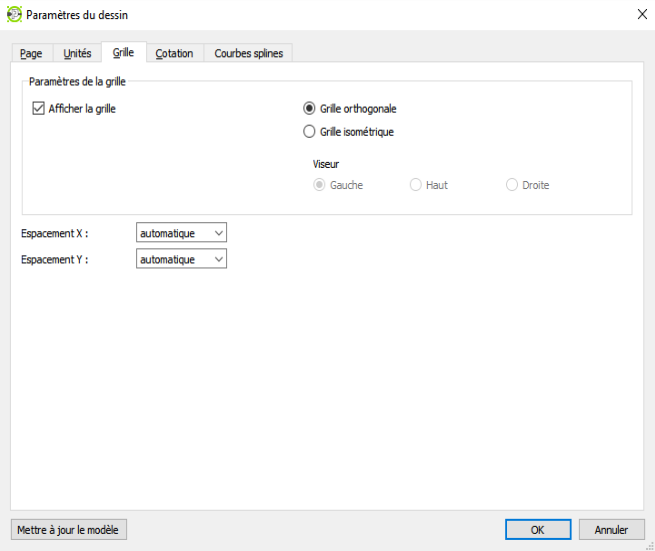 Paramètres du dessin
Page Unités Grille Cotation Courbes splines
Paramètres de la grille
Afficher la grille
Grille orthogonale
Grille isométrique
Viseur
Gauche Haut Droite
Espacement X : automatique
Espacement Y : automatique
Mettre à jour le modèle OK Annuler